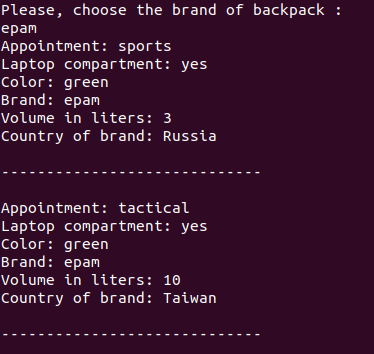 Please, choose the brand of backpack :
epam
Appointment: sports
Laptop compartment: yes
Color: green
Brand: epam
Volume in liters: 3
Country of brand: Russia
-----------------------------
Appointment: tactical
Laptop compartment: yes
Color: green
Brand: epam
Volume in liters: 10
Country of brand: Taiwan
-----------------------------